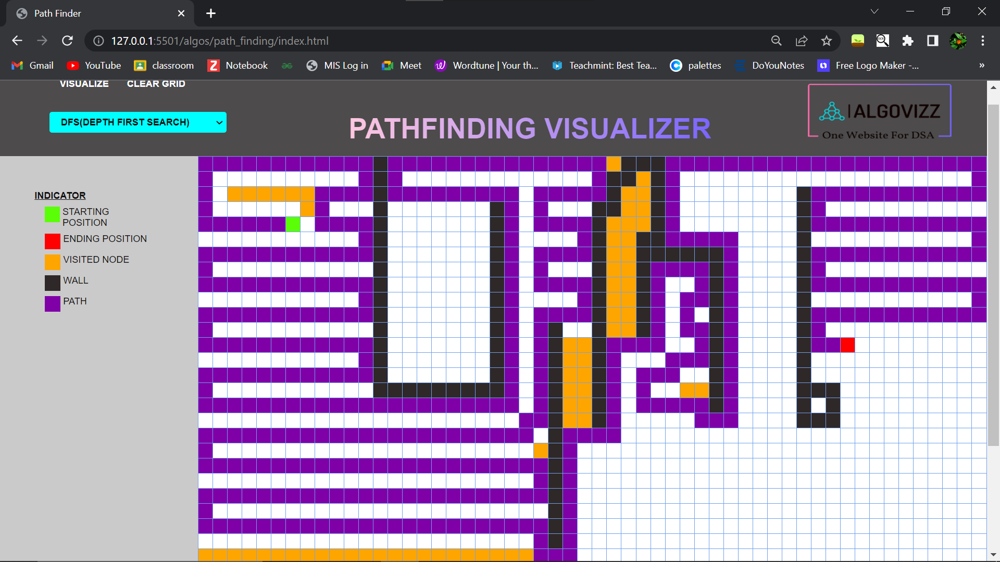 Path Finder
127.0.0.1:5501/algos/path_finding/index.html
Gmail YouTube classroom Notebook MIS Log in Meet Wordtune | Your th... Teachmint: Best Tea... palettes DoYouNotes Free Logo Maker -... »
VISUALIZE CLEAR GRID
DFS(DEPTH FIRST SEARCH)
PATHFINDING VISUALIZER
ALGOVIZZ
One Website For DSA
INDICATOR
STARTING
POSITION
ENDING POSITION
VISITED NODE
WALL
PATH